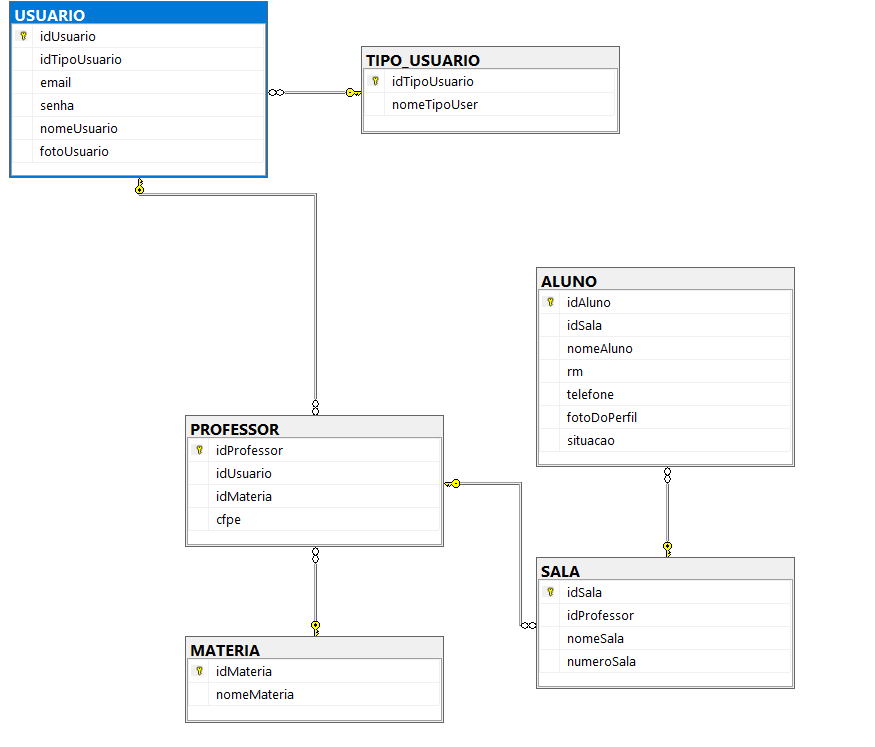 USUARIO
idUsuario
idTipoUsuario
email
senha
nomeUsuario
fotoUsuario
TIPO_USUARIO
idTipoUsuario
nomeTipoUser
ALUNO
idAluno
idSala
nomeAluno
rm
telefone
fotoDoPerfil
situacao
PROFESSOR
idProfessor
idUsuario
idMateria
cfpe
SALA
idSala
idProfessor
nomeSala
numeroSala
MATERIA
idMateria
nomeMateria